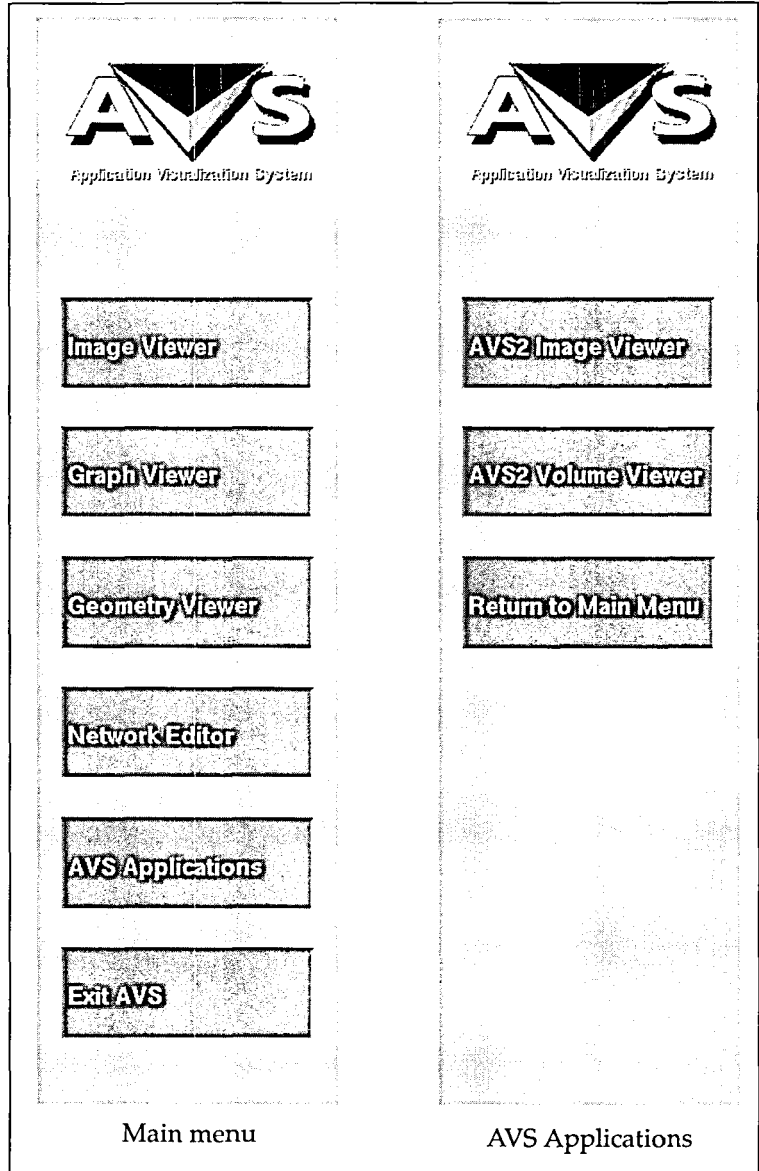 AVS
Application Visualization System
Image Viewer
Graph Viewer
Geometry Viewer
Network Editor
AVS Applications
Exit AVS
Main menu
AVS
Application Visualization System
AVS2 Image Viewer
AVS2 Volume Viewer
Return to Main Menu
AVS Applications